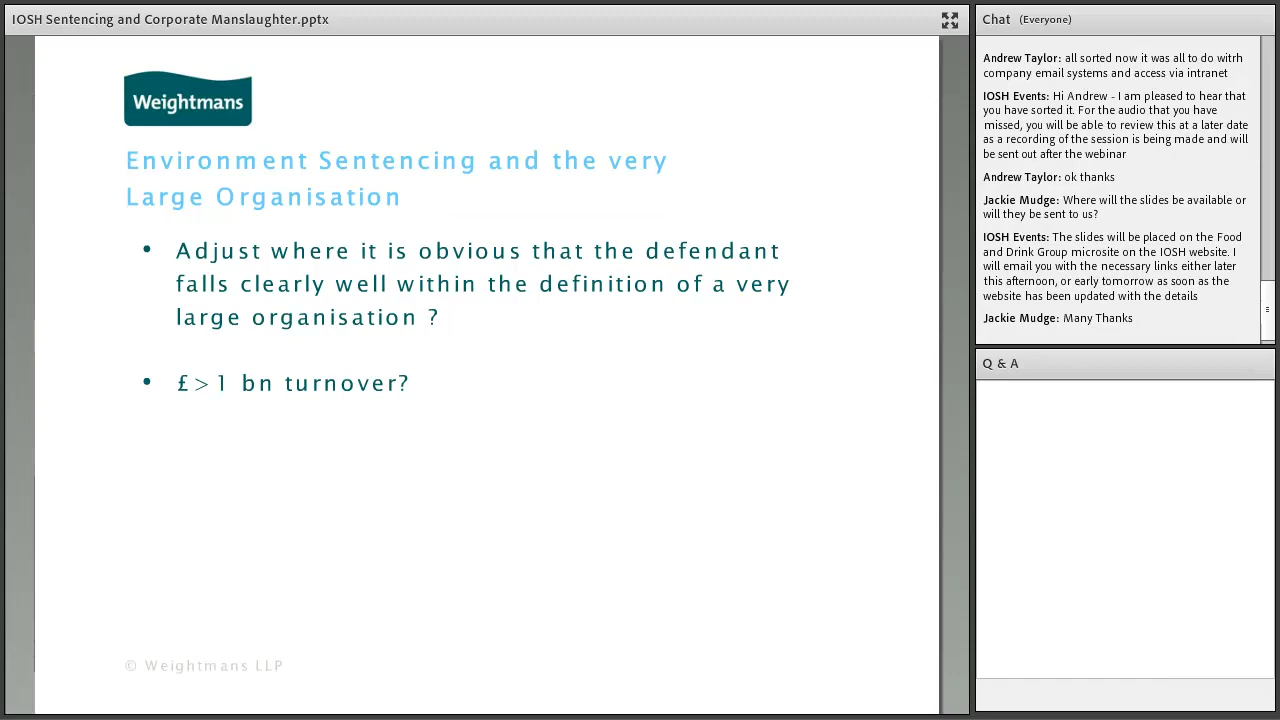 IOSH Sentencing and Corporate Manslaughter.pptx
Weightmans
Environment Sentencing and the very
Large Organisation
• Adjust where it is obvious that the defendant
falls clearly well within the definition of a very
large organisation ?
• £>1 bn turnover?
© Weightmans LLP
Chat (Everyone)
Andrew Taylor: all sorted now it was all to do witrh
company email systems and access via intranet
IOSH Events: Hi Andrew - I am pleased to hear that
you have sorted it. For the audio that you have
missed, you will be able to review this at a later date
as a recording of the session is being made and will
be sent out after the webinar
Andrew Taylor: ok thanks
Jackie Mudge: Where will the slides be available or
will they be sent to us?
IOSH Events: The slides will be placed on the Food
and Drink Group microsite on the IOSH website. I
will email you with the necessary links either later
this afternoon, or early tomorrow as soon as the
website has been updated with the details
Jackie Mudge: Many Thanks
Q & A